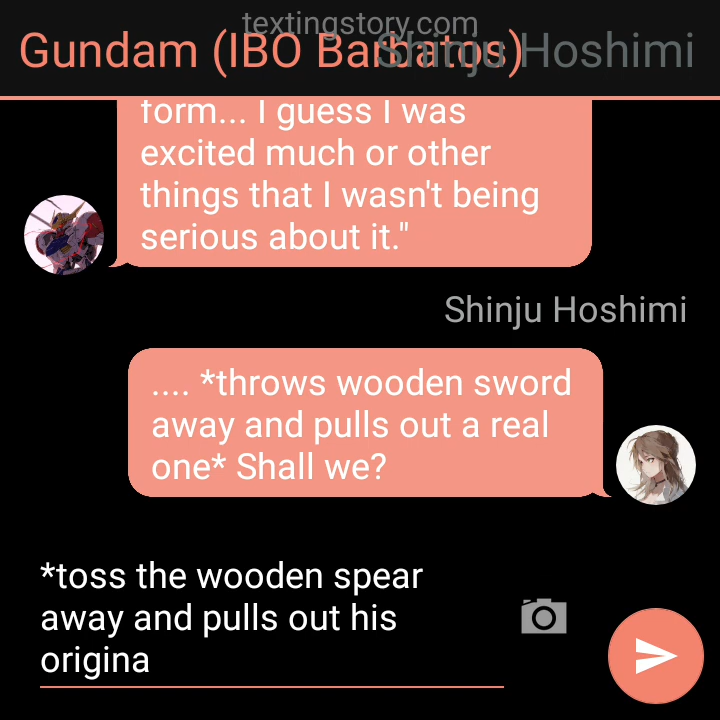 textingstory.com
Gundam (IBO Barbatos)
Shinju Hoshimi
form... I guess I was
excited much or other
things that I wasn't being
serious about it."
Shinju Hoshimi
.... *throws wooden sword
away and pulls out a real
one* Shall we?
*toss the wooden spear
away and pulls out his
origina